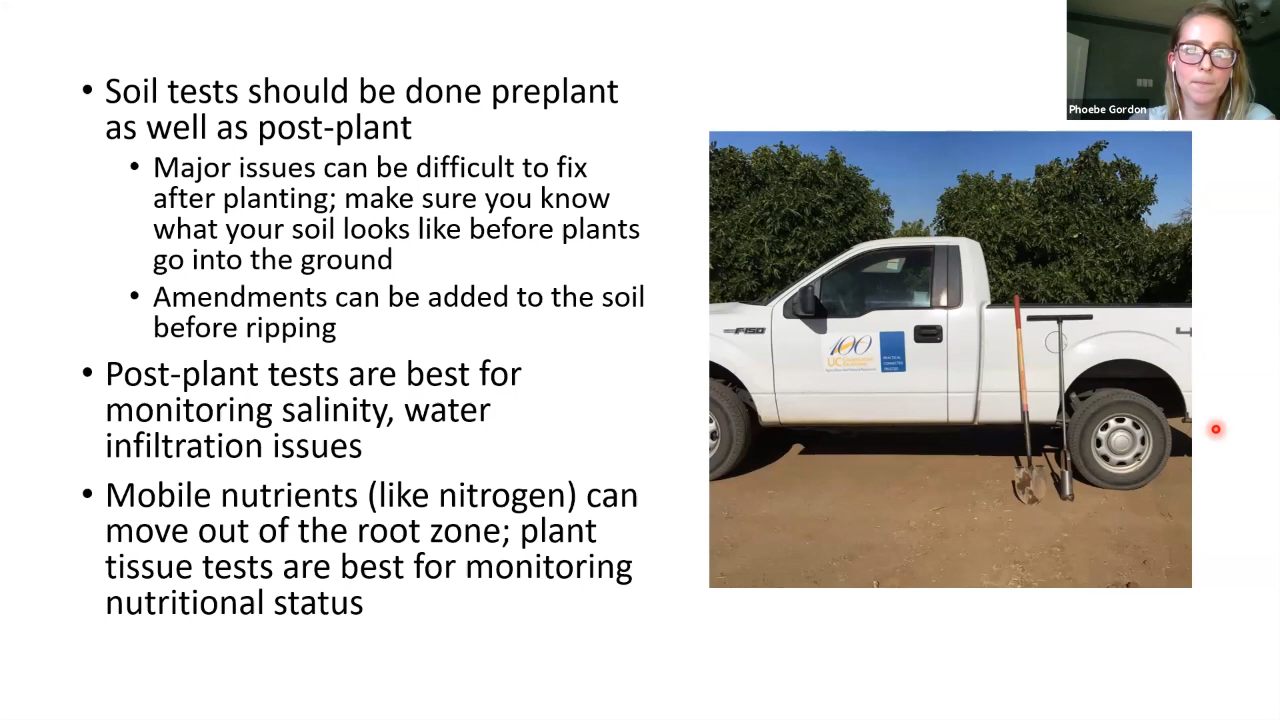 • Soil tests should be done preplant
as well as post-plant
• Major issues can be difficult to fix
after planting; make sure you know
what your soil looks like before plants
go into the ground
• Amendments can be added to the soil
before ripping
• Post-plant tests are best for
monitoring salinity, water
infiltration issues
• Mobile nutrients (like nitrogen) can
move out of the root zone; plant
tissue tests are best for monitoring
nutritional status
Phoebe Gordon
F150
100
UC
4